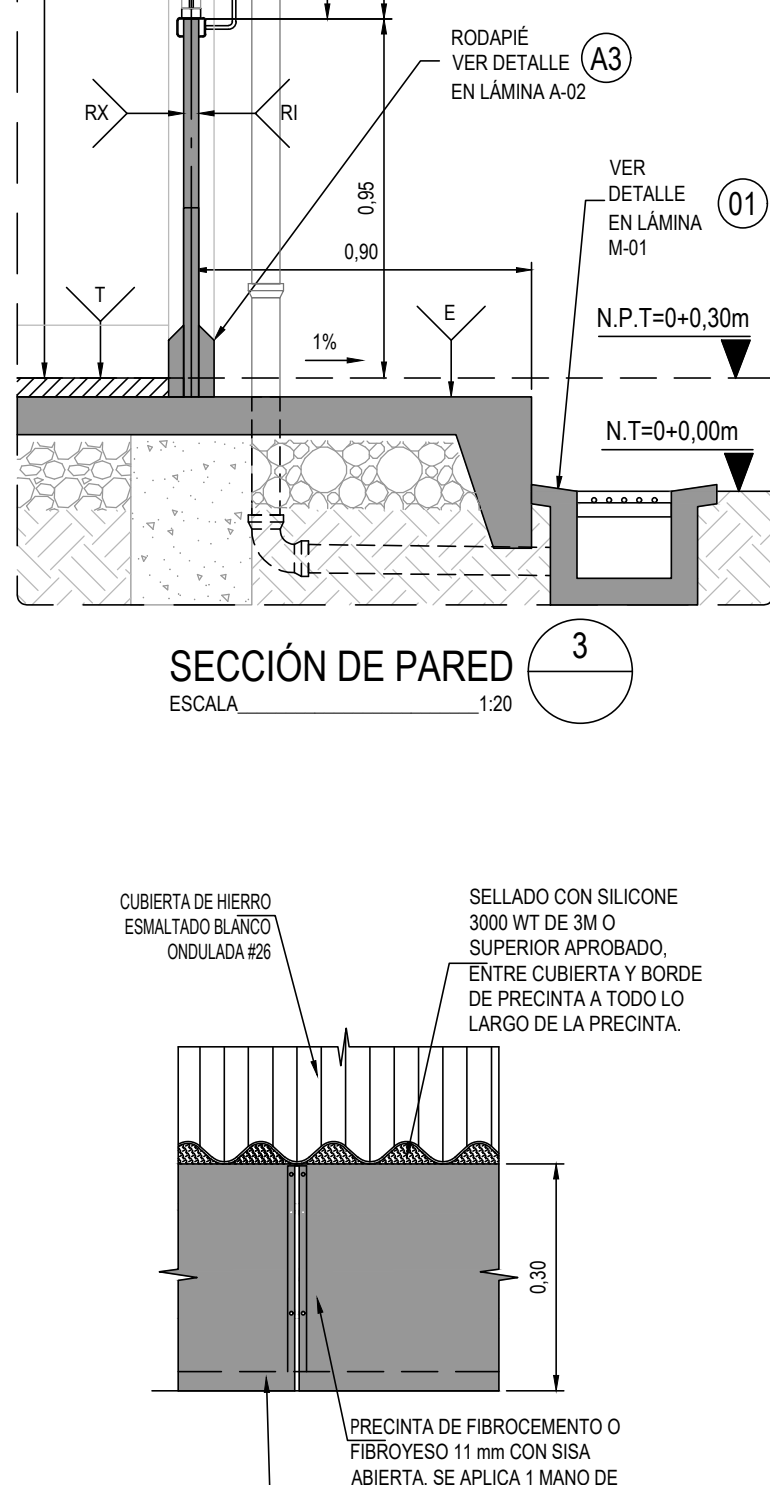 RODAPIÉ
VER DETALLE
EN LÁMINA A-02
A3
RX
RI
VER
DETALLE
EN LÁMINA
M-01
01
0,95
0,90
T
E
1%
N.P.T=0+0,30m
N.T=0+0,00m
SECCIÓN DE PARED
3
ESCALA 1:20
CUBIERTA DE HIERRO
ESMALTADO BLANCO
ONDULADA #26
SELLADO CON SILICONE
3000 WT DE 3M O
SUPERIOR APROBADO,
ENTRE CUBIERTA Y BORDE
DE PRECINTA A TODO LO
LARGO DE LA PRECINTA.
0,30
PRECINTA DE FIBROCEMENTO O
FIBROYESO 11 mm CON SISA
ABIERTA. SE APLICA 1 MANO DE